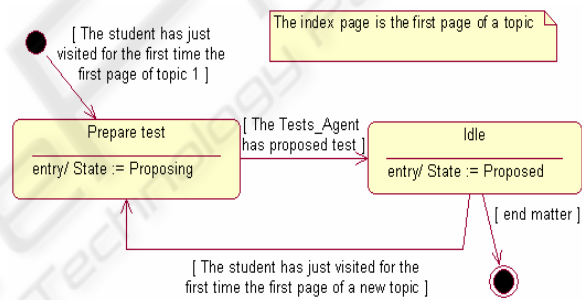 [ The student has just
visited for the first time the
first page of topic 1 ]
The index page is the first page of a topic
Prepare test
entry/ State := Proposing
[ The Tests_Agent
has proposed test ]
Idle
entry/ State := Proposed
[ end matter ]
[ The student has just visited for the
first time the first page of a new topic ]